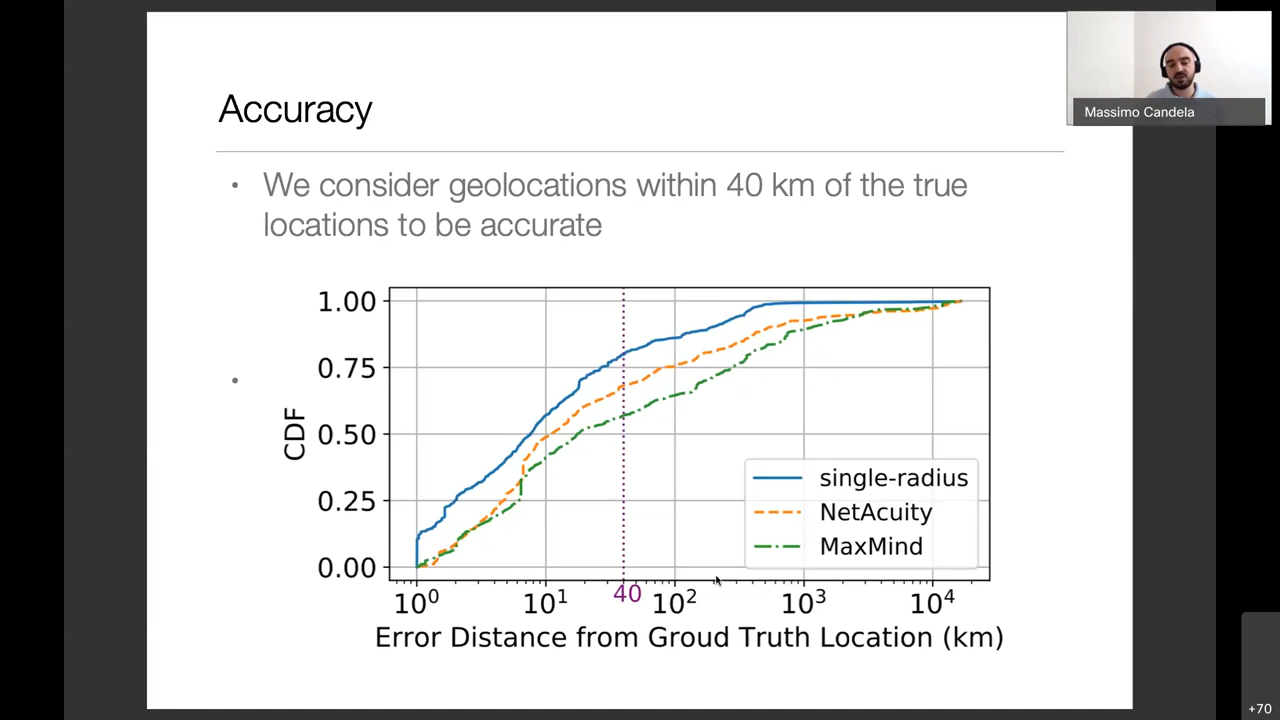 Massimo Candela
Accuracy
• We consider geolocations within 40 km of the true
locations to be accurate
•
1.00
0.75
0.50
0.25
0.00
CDF
single-radius
NetAcuity
MaxMind
10⁰ 10¹ 40 10² 10³ 10⁴
Error Distance from Groud Truth Location (km)
+70